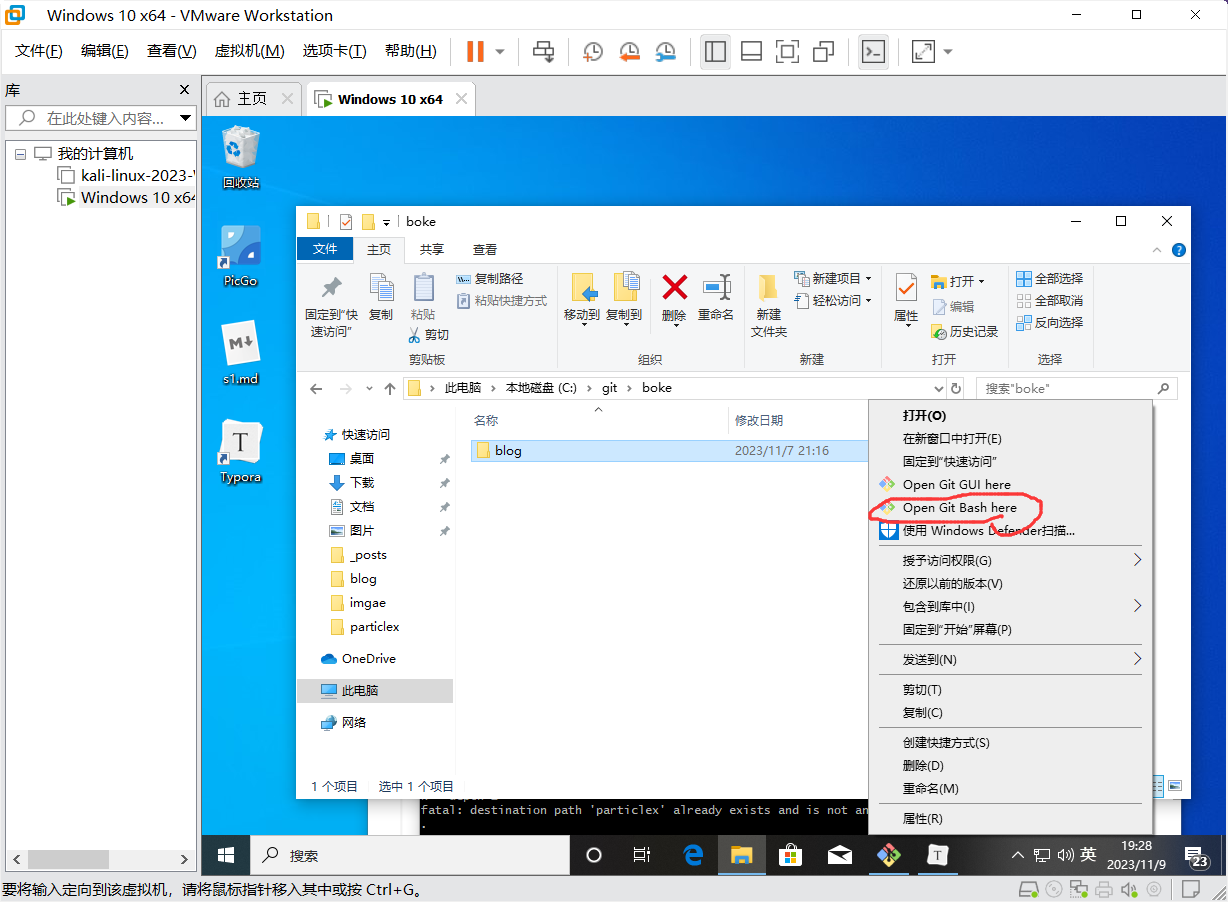 Windows 10 x64 - VMware Workstation
文件(F) 编辑(E) 查看(V) 虚拟机(M) 选项卡(T) 帮助(H)
库
在此处键入内容...
我的计算机
kali-linux-2023-
Windows 10 x64
主页
Windows 10 x64
回收站
PicGo
s1.md
Typora
boke
文件 主页 共享 查看
固定到"快速访问"
复制
粘贴
复制路径
粘贴快捷方式
剪切
剪贴板
移动到
复制到
删除
重命名
组织
新建文件夹
新建项目
轻松访问
新建
属性
打开
编辑
历史记录
打开
全部选择
全部取消
反向选择
选择
此电脑 本地磁盘 (C:) git boke
搜索"boke"
快速访问
桌面
下载
文档
图片
_posts
blog
imgae
particlex
OneDrive
此电脑
网络
名称 修改日期
blog 2023/11/7 21:16
1 个项目 选中 1 个项目
打开(O)
在新窗口中打开(E)
固定到"快速访问"
Open Git GUI here
Open Git Bash here
使用 Windows Defender扫描...
授予访问权限(G)
还原以前的版本(V)
包含到库中(I)
固定到"开始"屏幕(P)
发送到(N)
剪切(T)
复制(C)
创建快捷方式(S)
删除(D)
重命名(M)
属性(R)
fatal: destination path 'particlex' already exists and is not an
.
搜索
英
19:28
2023/11/9
23
要将输入定向到该虚拟机，请将鼠标指针移入其中或按 Ctrl+G。